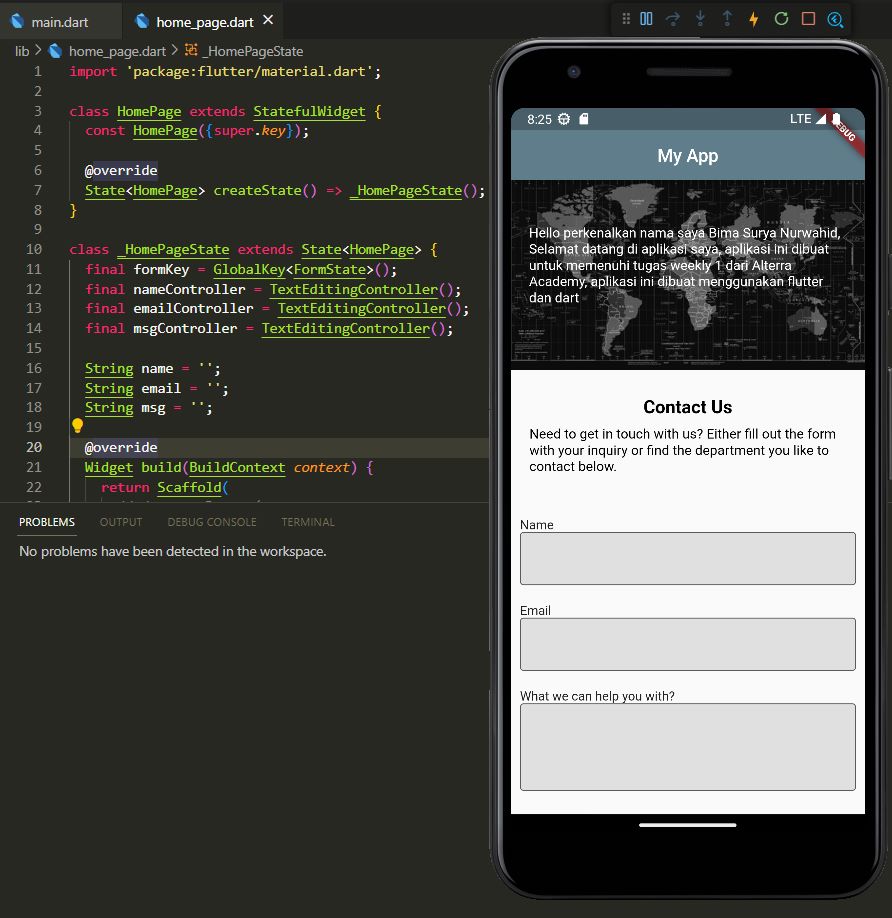 main.dart
home_page.dart
lib > home_page.dart > _HomePageState
1 import 'package:flutter/material.dart';
2
3 class HomePage extends StatefulWidget {
4 const HomePage({super.key});
5
6 @override
7 State<HomePage> createState() => _HomePageState();
8 }
9
10 class _HomePageState extends State<HomePage> {
11 final formKey = GlobalKey<FormState>();
12 final nameController = TextEditingController();
13 final emailController = TextEditingController();
14 final msgController = TextEditingController();
15
16 String name = '';
17 String email = '';
18 String msg = '';
19
20 @override
21 Widget build(BuildContext context) {
22 return Scaffold(
PROBLEMS OUTPUT DEBUG CONSOLE TERMINAL
No problems have been detected in the workspace.
8:25 LTE
DEBUG
My App
Hello perkenalkan nama saya Bima Surya Nurwahid,
Selamat datang di aplikasi saya, aplikasi ini dibuat
untuk memenuhi tugas weekly 1 dari Alterra
Academy, aplikasi ini dibuat menggunakan flutter
dan dart
Contact Us
Need to get in touch with us? Either fill out the form
with your inquiry or find the department you like to
contact below.
Name
Email
What we can help you with?